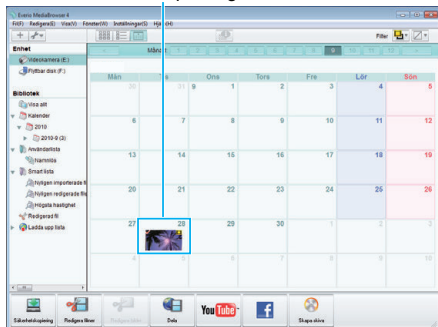 Everio MediaBrowser 4
Fil(F) Redigera(E) Visa(V) Fönster(W) Inställningar(S) Hjälp(H)
Filter
Enhet
Videokamera (E:)
Flyttbar disk (F:)
Månad
9
Mån Ons Tors Fre Lör Sön
30 31 9 1 2 3 4 5
6 7 8 9 10 11 12
13 14 15 16 17 18 19
20 21 22 23 24 25 26
27 28 29 30 1 2 3
4 5 6 7 8 9 10
Bibliotek
Visa allt
Kalender
2010
2010-9 (3)
Användarlista
Namnlös
Smart lista
Nyligen importerade fi
Nyligen redigerade file
Högsta hastighet
Redigerad fil
Ladda upp lista
Säkerhetskopiering
Redigera filmer
Dela
YouTube
f
Skapa skiva